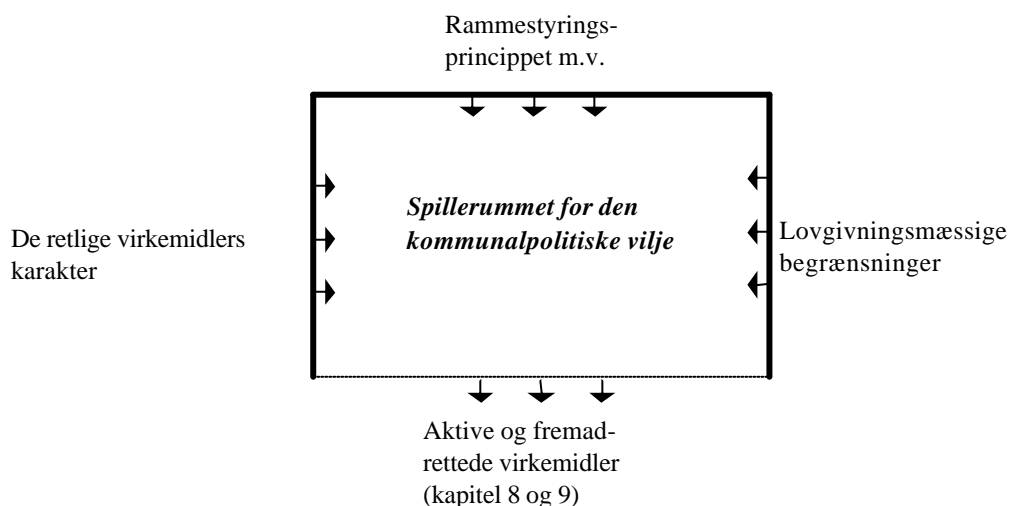 Rammestyrings-
princippet m.v.
Spillerummet for den
kommunalpolitiske vilje
De retlige virkemidlers
karakter
Lovgivningsmæssige
begrænsninger
Aktive og fremad-
rettede virkemidler
(kapitel 8 og 9)